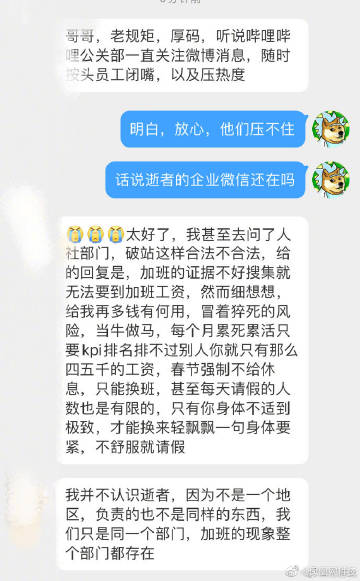 哥哥，老规矩，厚码，听说哔哩哔
哩公关部一直关注微博消息，随时
按头员工闭嘴，以及压热度
明白，放心，他们压不住
话说逝者的企业微信还在吗
😭😭😭太好了，我甚至去问了人
社部门，破站这样合法不合法，给
的回复是，加班的证据不好搜集就
无法要到加班工资，然而细想想，
给我再多钱有何用，冒着猝死的风
险，当牛做马，每个月累死累活只
要kpi排名排不过别人你就只有那么
四五千的工资，春节强制不给休
息，只能换班，甚至每天请假的人
数也是有限的，只有你身体不适到
极致，才能换来轻飘飘一句身体要
紧，不舒服就请假
我并不认识逝者，因为不是一个地
区，负责的也不是同样的东西，我
们只是同一个部门，加班的现象整
个部门都存在